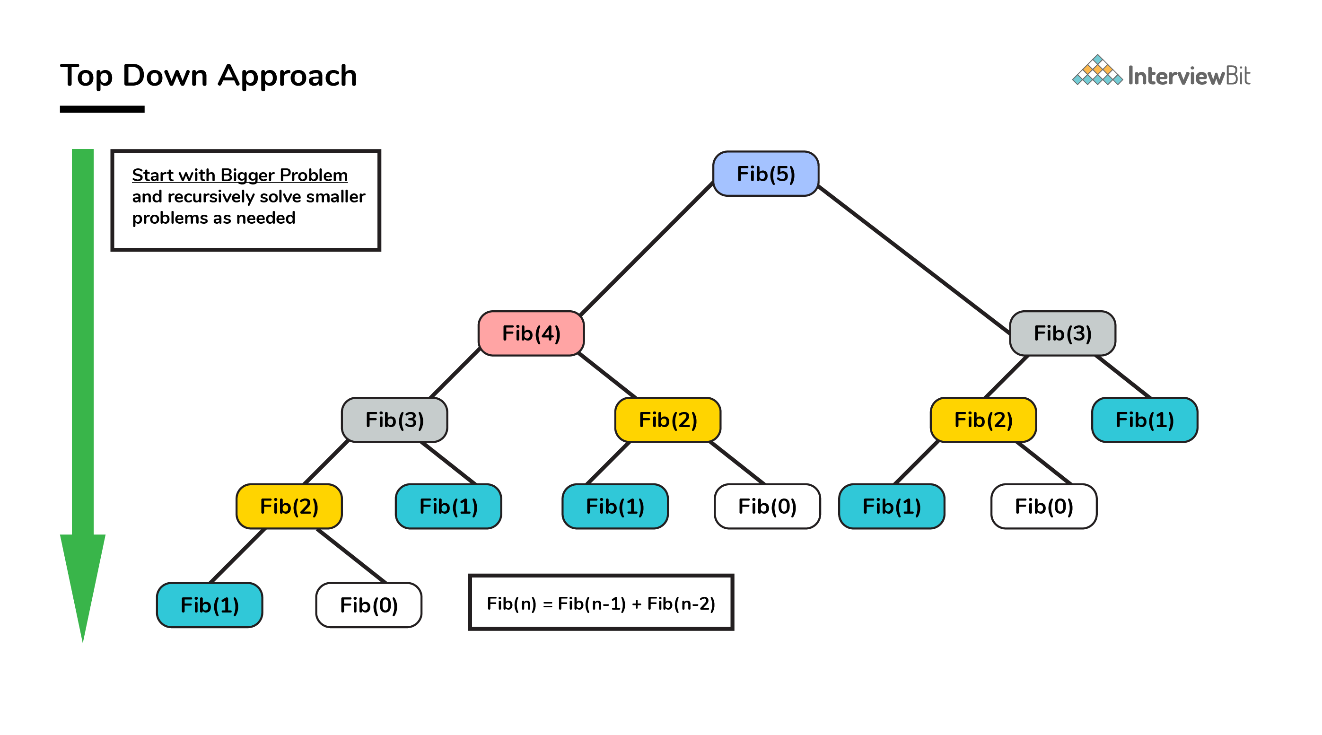 Top Down Approach
InterviewBit
Start with Bigger Problem
and recursively solve smaller
problems as needed
Fib(5)
Fib(4)
Fib(3)
Fib(3)
Fib(2)
Fib(2)
Fib(1)
Fib(2)
Fib(1)
Fib(1)
Fib(0)
Fib(1)
Fib(0)
Fib(1)
Fib(0)
Fib(n) = Fib(n-1) + Fib(n-2)